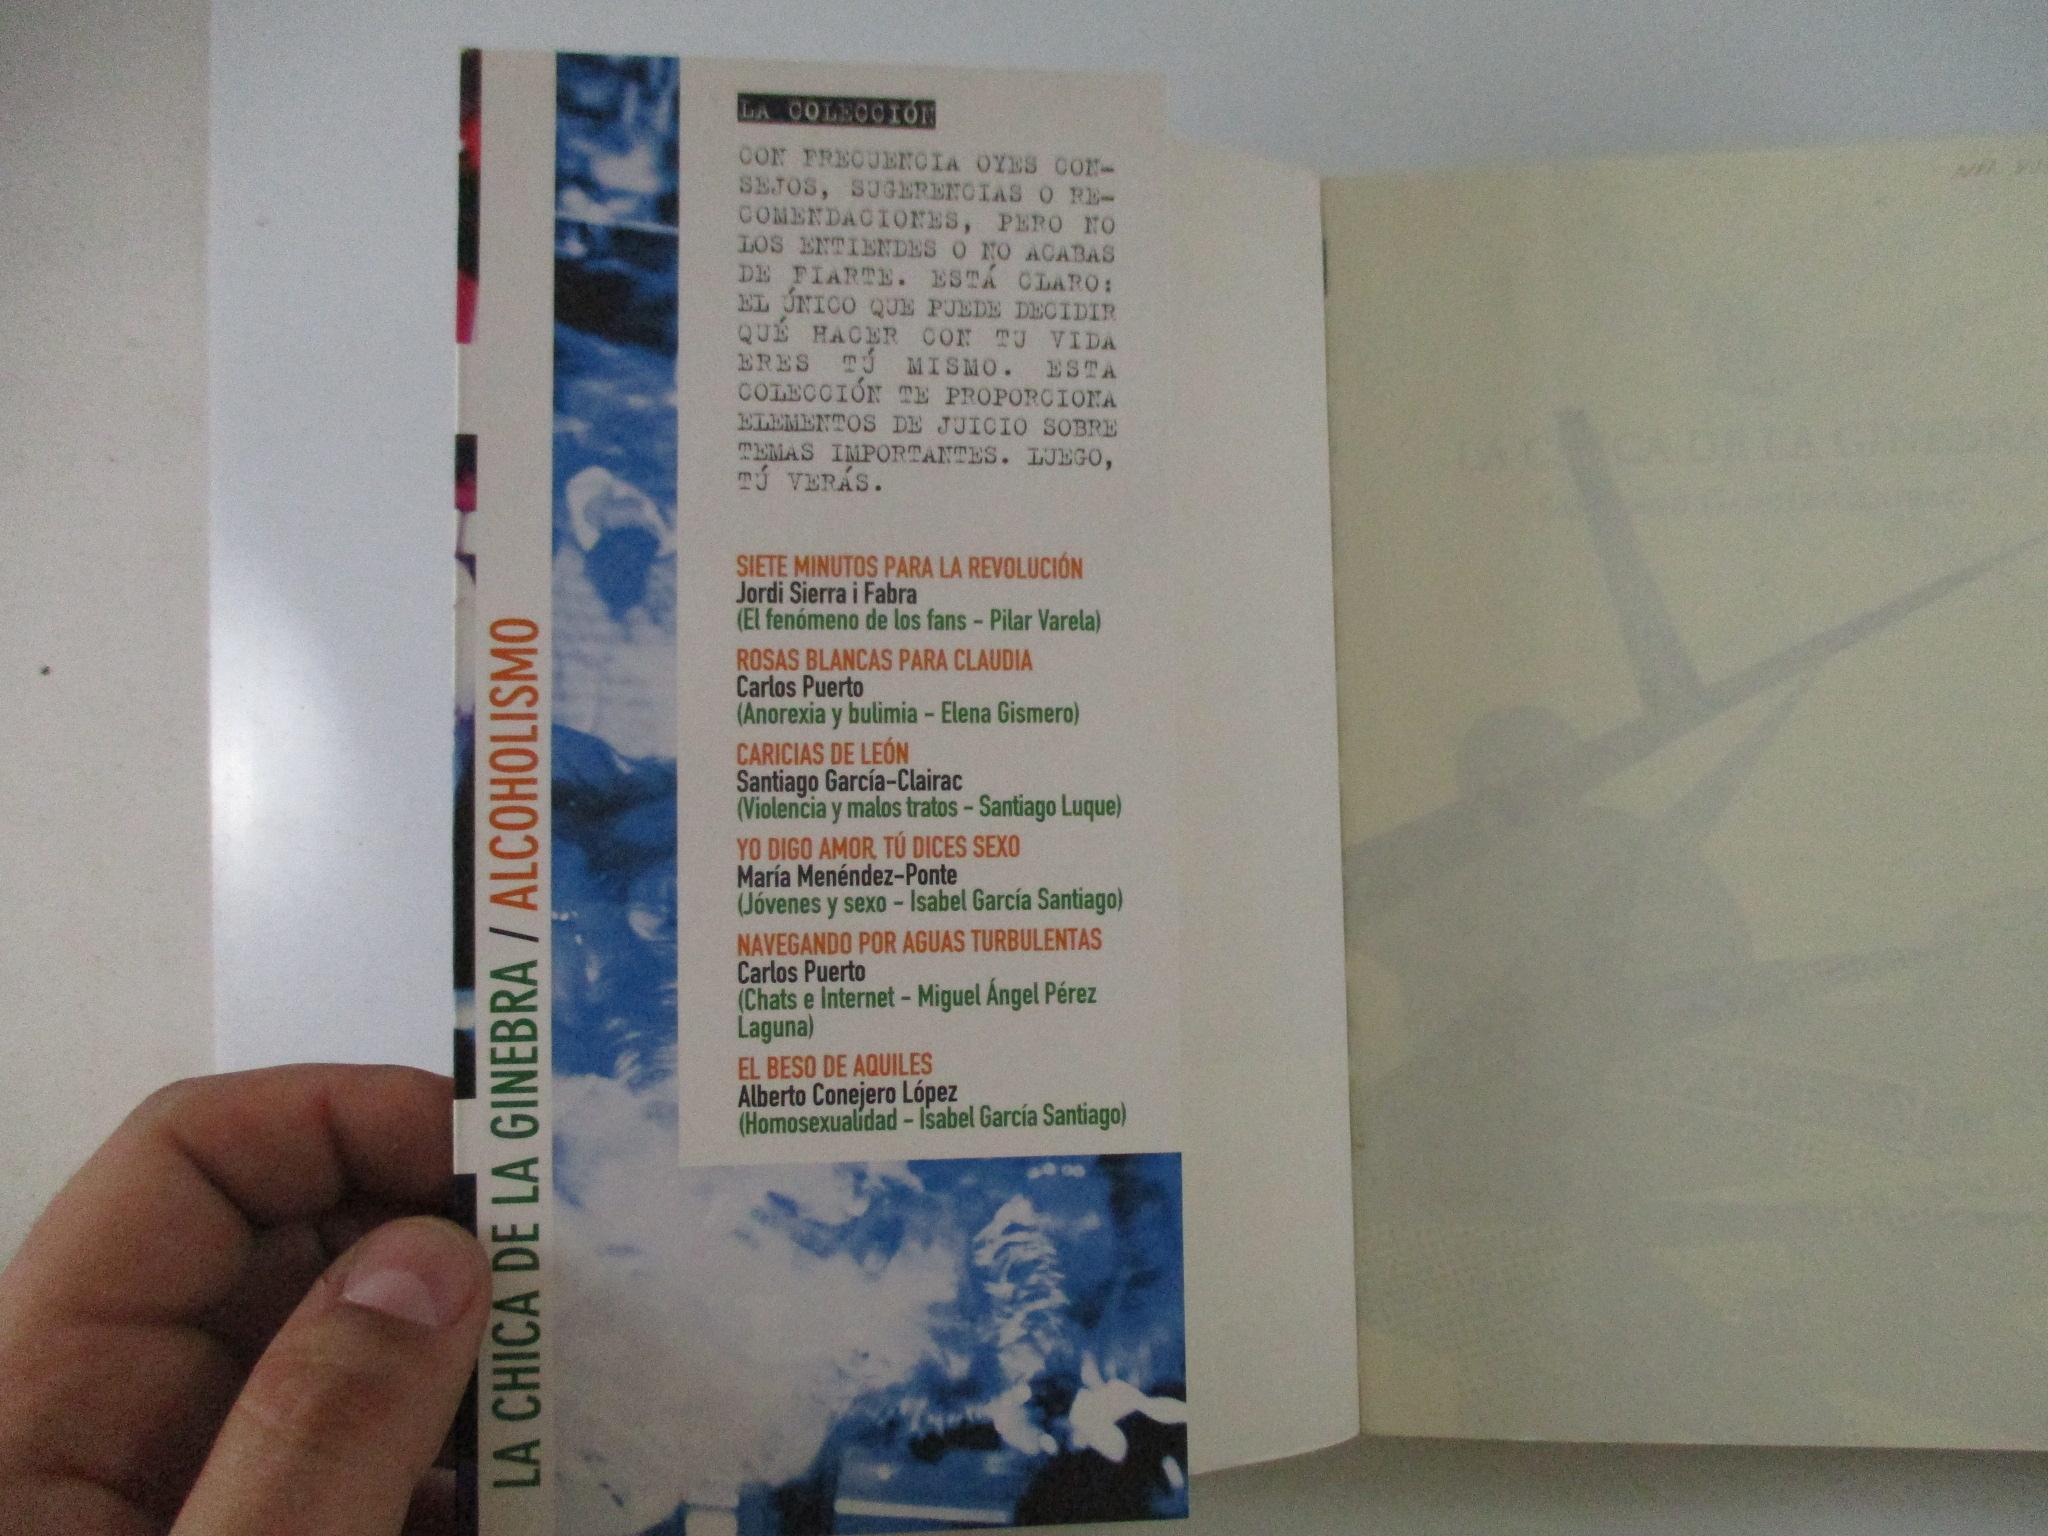 LA COLECCIÓN
CON FRECUENCIA OYES CON-
SEJOS, SUGERENCIAS O RE-
COMENDACIONES, PERO NO
LOS ENTIENDES O NO ACABAS
DE FIARTE. ESTÁ CLARO:
EL ÚNICO QUE PUEDE DECIDIR
QUÉ HACER CON TU VIDA
ERES TÚ MISMO. ESTA
COLECCIÓN TE PROPORCIONA
ELEMENTOS DE JUICIO SOBRE
TEMAS IMPORTANTES. LUEGO,
TÚ VERÁS.
SIETE MINUTOS PARA LA REVOLUCIÓN
Jordi Sierra i Fabra
(El fenómeno de los fans - Pilar Varela)
ROSAS BLANCAS PARA CLAUDIA
Carlos Puerto
(Anorexia y bulimia - Elena Gismero)
CARICIAS DE LEÓN
Santiago García-Clairac
(Violencia y malos tratos - Santiago Luque)
YO DIGO AMOR, TÚ DICES SEXO
María Menéndez-Ponte
(Jóvenes y sexo - Isabel García Santiago)
NAVEGANDO POR AGUAS TURBULENTAS
Carlos Puerto
(Chats e Internet - Miguel Ángel Pérez
Laguna)
EL BESO DE AQUILES
Alberto Conejero López
(Homosexualidad - Isabel García Santiago)
LA CHICA DE LA GINEBRA / ALCOHOLISMO